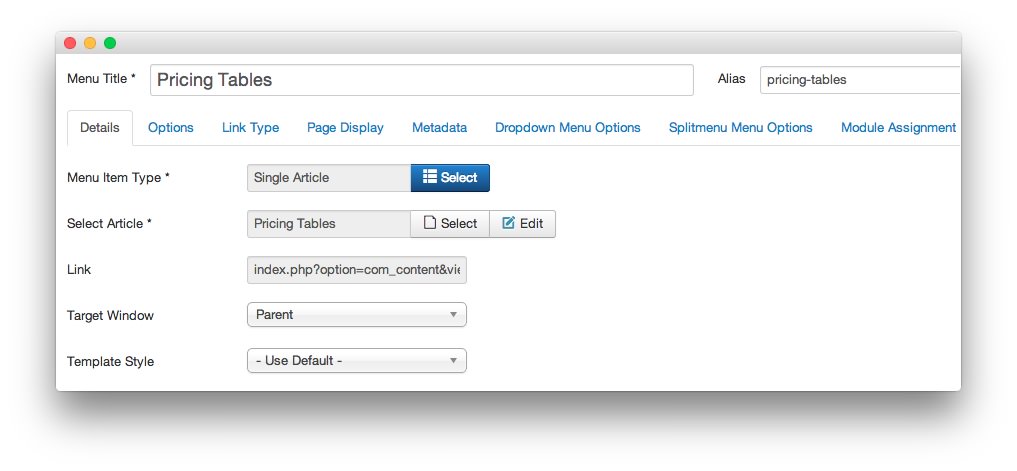 Menu Title * Pricing Tables Alias pricing-tables
Details Options Link Type Page Display Metadata Dropdown Menu Options Splitmenu Menu Options Module Assignment
Menu Item Type * Single Article Select
Select Article * Pricing Tables Select Edit
Link index.php?option=com_content&vie
Target Window Parent
Template Style - Use Default -